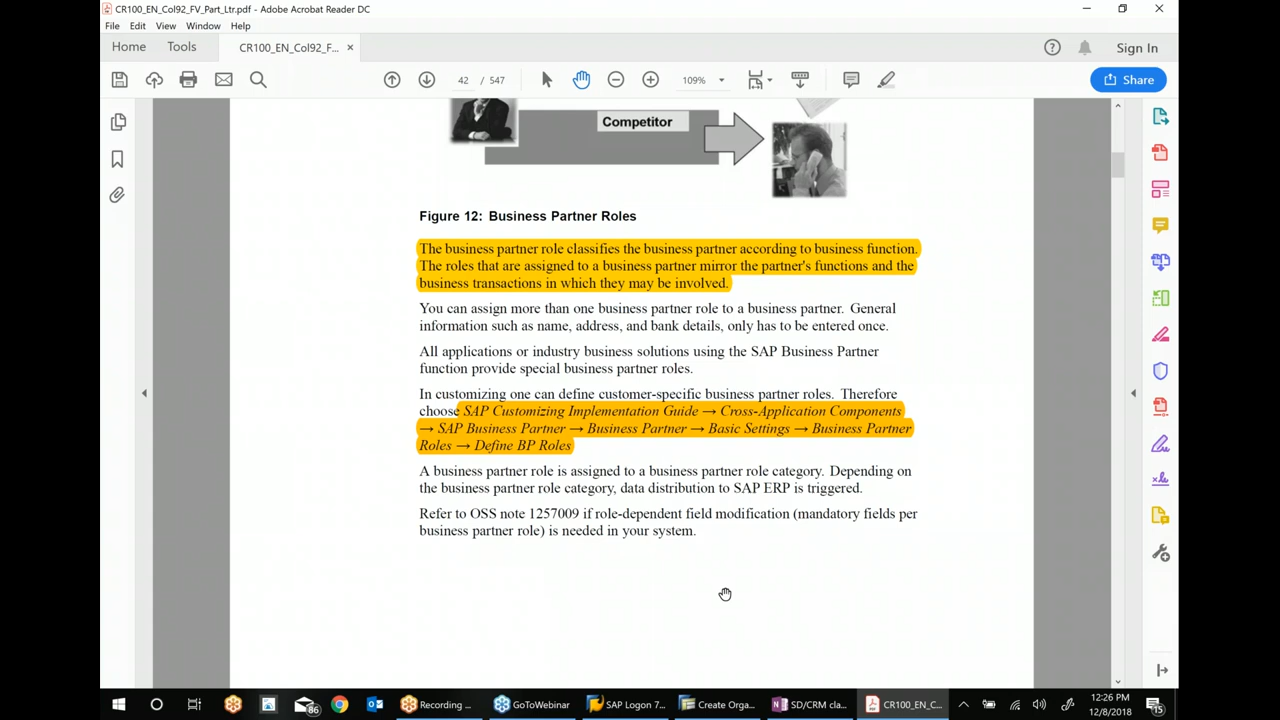 CR100_EN_Col92_FV_Part_Ltr.pdf - Adobe Acrobat Reader DC
File Edit View Window Help
Home Tools CR100_EN_Col92_F... × Sign In
42 / 547 109% Share
Competitor
Figure 12: Business Partner Roles
The business partner role classifies the business partner according to business function.
The roles that are assigned to a business partner mirror the partner's functions and the
business transactions in which they may be involved.
You can assign more than one business partner role to a business partner. General
information such as name, address, and bank details, only has to be entered once.
All applications or industry business solutions using the SAP Business Partner
function provide special business partner roles.
In customizing one can define customer-specific business partner roles. Therefore
choose SAP Customizing Implementation Guide → Cross-Application Components
→ SAP Business Partner → Business Partner → Basic Settings → Business Partner
Roles → Define BP Roles
A business partner role is assigned to a business partner role category. Depending on
the business partner role category, data distribution to SAP ERP is triggered.
Refer to OSS note 1257009 if role-dependent field modification (mandatory fields per
business partner role) is needed in your system.
86 Recording ... GoToWebinar SAP Logon 7... Create Orga... SD/CRM cla... CR100_EN_C... 12:26 PM
12/8/2018 15